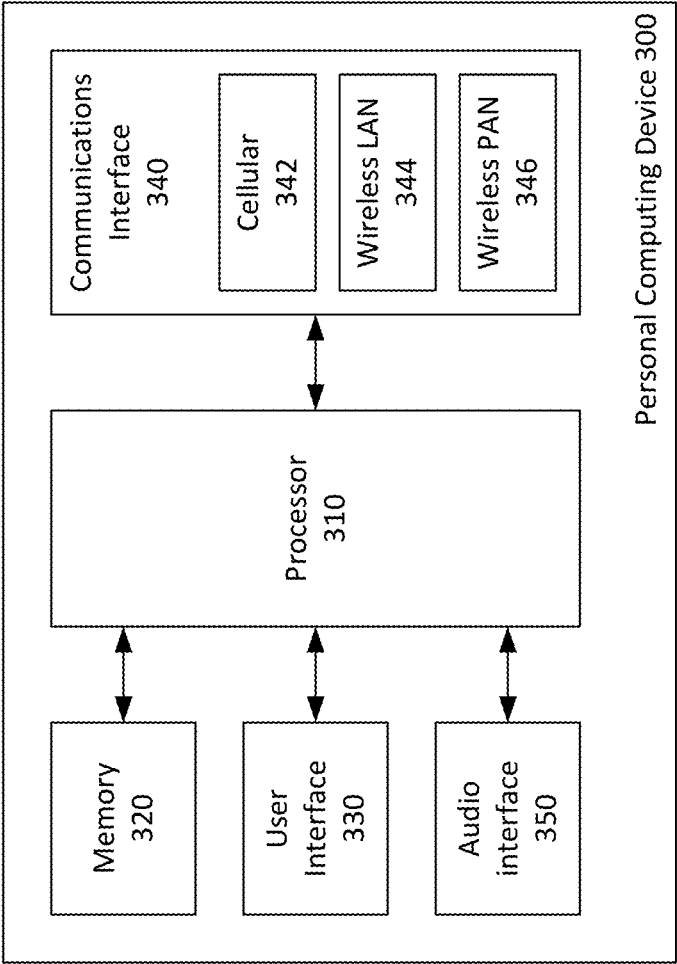 Communications
Interface
340
Cellular
342
Wireless LAN
344
Wireless PAN
346
Processor
310
Memory
320
User
Interface
330
Audio
interface
350
Personal Computing Device 300